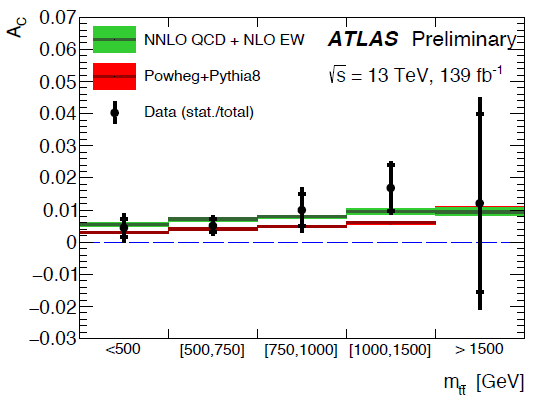 A_C
0.07
0.06
0.05
0.04
0.03
0.02
0.01
0
−0.01
−0.02
−0.03
NNLO QCD + NLO EW
Powheg+Pythia8
Data (stat./total)
ATLAS Preliminary
√s = 13 TeV, 139 fb⁻¹
<500 [500,750] [750,1000] [1000,1500] > 1500
m_tt̄ [GeV]